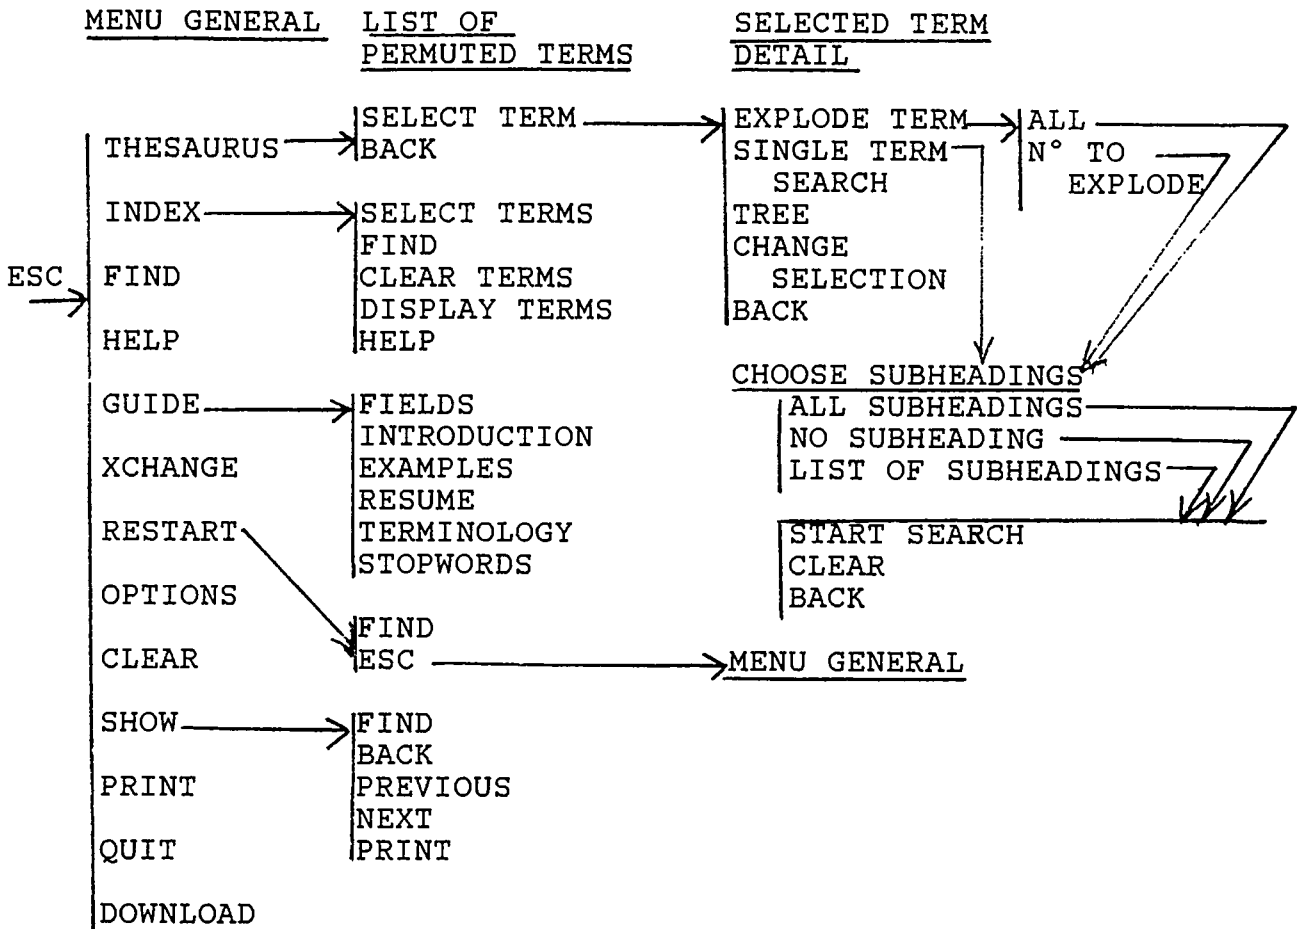 MENU GENERAL
LIST OF
PERMUTED TERMS
SELECTED TERM
DETAIL
ESC
THESAURUS
INDEX
FIND
HELP
GUIDE
XCHANGE
RESTART
OPTIONS
CLEAR
SHOW
PRINT
QUIT
DOWNLOAD
SELECT TERM
BACK
SELECT TERMS
FIND
CLEAR TERMS
DISPLAY TERMS
HELP
FIELDS
INTRODUCTION
EXAMPLES
RESUME
TERMINOLOGY
STOPWORDS
FIND
ESC
FIND
BACK
PREVIOUS
NEXT
PRINT
EXPLODE TERM
SINGLE TERM
SEARCH
TREE
CHANGE
SELECTION
BACK
ALL
N° TO
EXPLODE
CHOOSE SUBHEADINGS
ALL SUBHEADINGS
NO SUBHEADING
LIST OF SUBHEADINGS
START SEARCH
CLEAR
BACK
MENU GENERAL